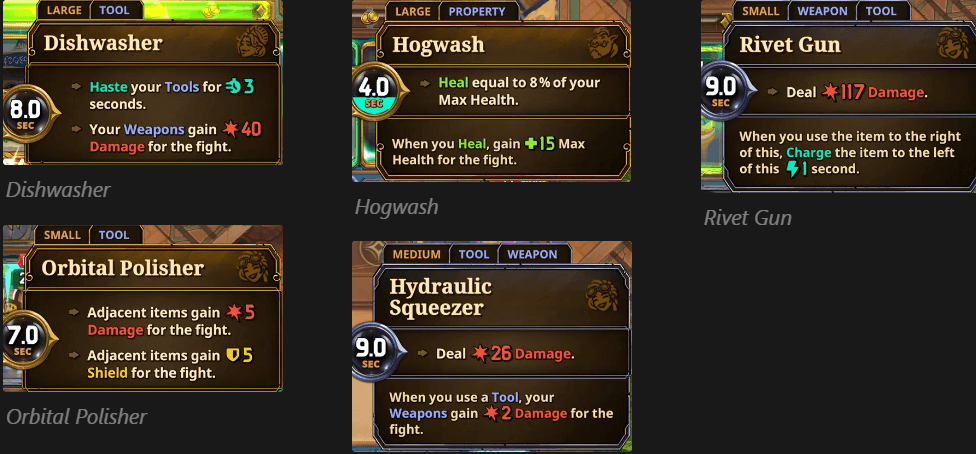 LARGE TOOL
Dishwasher
8.0
SEC
Haste your Tools for 3
seconds.
Your Weapons gain 40
Damage for the fight.
Dishwasher
SMALL TOOL
Orbital Polisher
7.0
SEC
Adjacent items gain 5
Damage for the fight.
Adjacent items gain 5
Shield for the fight.
Orbital Polisher
LARGE PROPERTY
Hogwash
4.0
SEC
Heal equal to 8% of your
Max Health.
When you Heal, gain +15 Max
Health for the fight.
Hogwash
MEDIUM TOOL WEAPON
Hydraulic
Squeezer
9.0
SEC
Deal 26 Damage.
When you use a Tool, your
Weapons gain 2 Damage for the
fight.
SMALL WEAPON TOOL
Rivet Gun
9.0
SEC
Deal 117 Damage.
When you use the item to the right
of this, Charge the item to the left
of this 1 second.
Rivet Gun